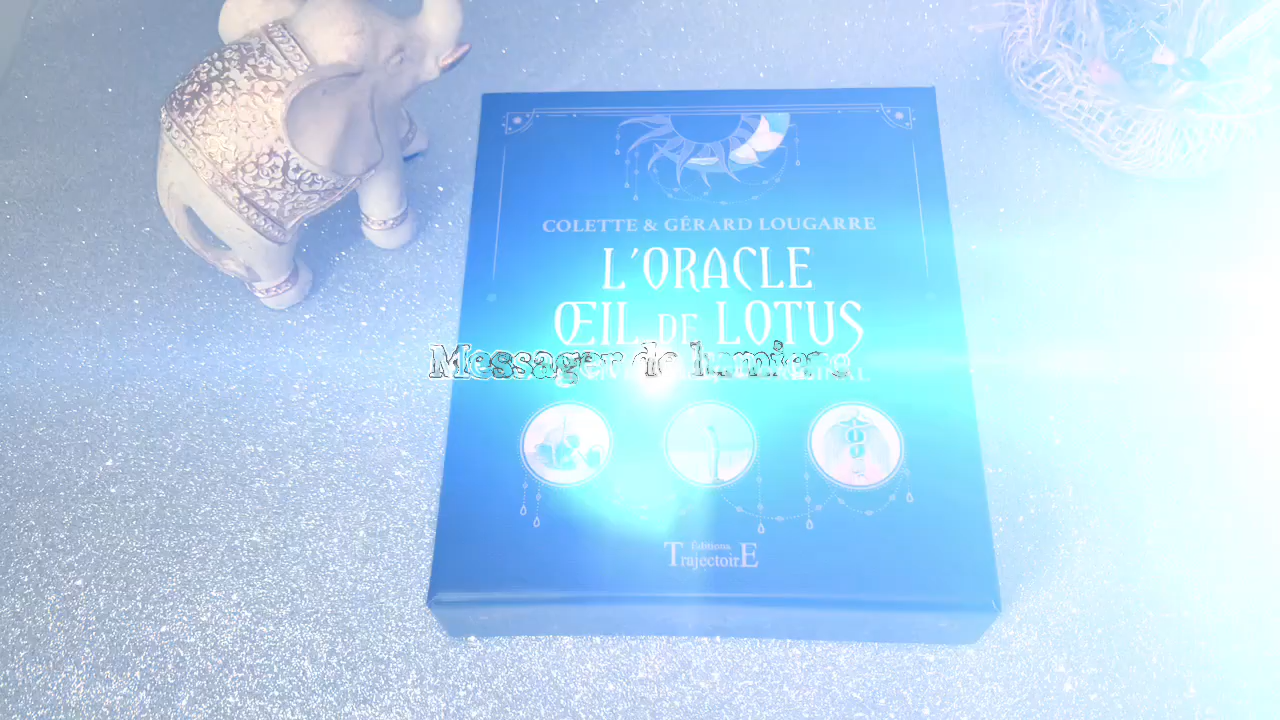 COLETTE & GÉRARD LOUGARRE
L'ORACLE
ŒIL DE LOTUS
Messager de lumière
Éditions
TrajectoirE